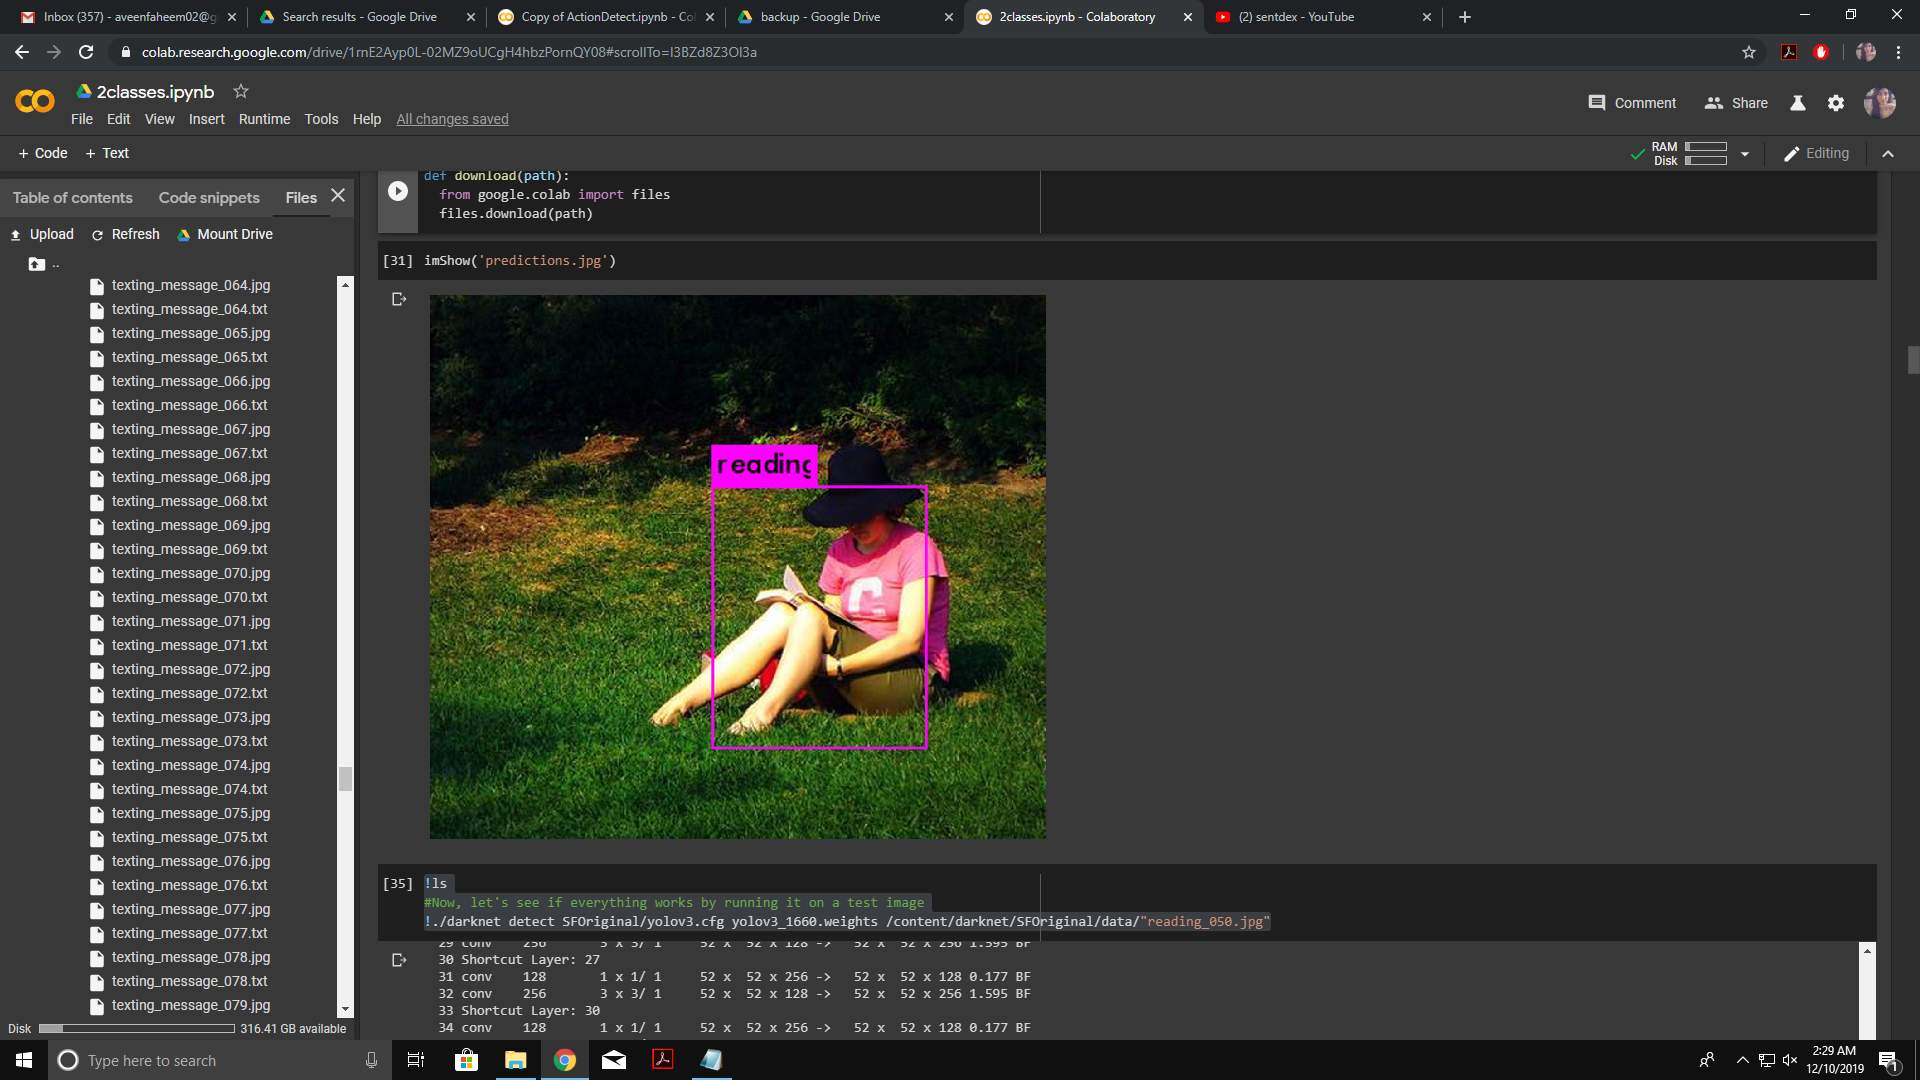 Inbox (357) - aveenfaheem02@g
Search results - Google Drive
Copy of ActionDetect.ipynb - Col
backup - Google Drive
2classes.ipynb - Colaboratory
(2) sentdex - YouTube
colab.research.google.com/drive/1rnE2Ayp0L-02MZ9oUCgH4hbzPornQY08#scrollTo=I3BZd8Z3OI3a
2classes.ipynb
File Edit View Insert Runtime Tools Help All changes saved
Comment Share
+ Code + Text
RAM
Disk
Editing
Table of contents Code snippets Files
Upload Refresh Mount Drive
..
texting_message_064.jpg
texting_message_064.txt
texting_message_065.jpg
texting_message_065.txt
texting_message_066.jpg
texting_message_066.txt
texting_message_067.jpg
texting_message_067.txt
texting_message_068.jpg
texting_message_068.txt
texting_message_069.jpg
texting_message_069.txt
texting_message_070.jpg
texting_message_070.txt
texting_message_071.jpg
texting_message_071.txt
texting_message_072.jpg
texting_message_072.txt
texting_message_073.jpg
texting_message_073.txt
texting_message_074.jpg
texting_message_074.txt
texting_message_075.jpg
texting_message_075.txt
texting_message_076.jpg
texting_message_076.txt
texting_message_077.jpg
texting_message_077.txt
texting_message_078.jpg
texting_message_078.txt
texting_message_079.jpg
Disk 316.41 GB available
def download(path):
from google.colab import files
files.download(path)
[31] imShow('predictions.jpg')
reading
[35] !ls
#Now, let's see if everything works by running it on a test image
!./darknet detect SFOriginal/yolov3.cfg yolov3_1660.weights /content/darknet/SFOriginal/data/"reading_050.jpg"
29 conv 256 3 x 3/ 1 52 x 52 x 128 -> 52 x 52 x 256 1.595 BF
30 Shortcut Layer: 27
31 conv 128 1 x 1/ 1 52 x 52 x 256 -> 52 x 52 x 128 0.177 BF
32 conv 256 3 x 3/ 1 52 x 52 x 128 -> 52 x 52 x 256 1.595 BF
33 Shortcut Layer: 30
34 conv 128 1 x 1/ 1 52 x 52 x 256 -> 52 x 52 x 128 0.177 BF
Type here to search
2:29 AM
12/10/2019
1